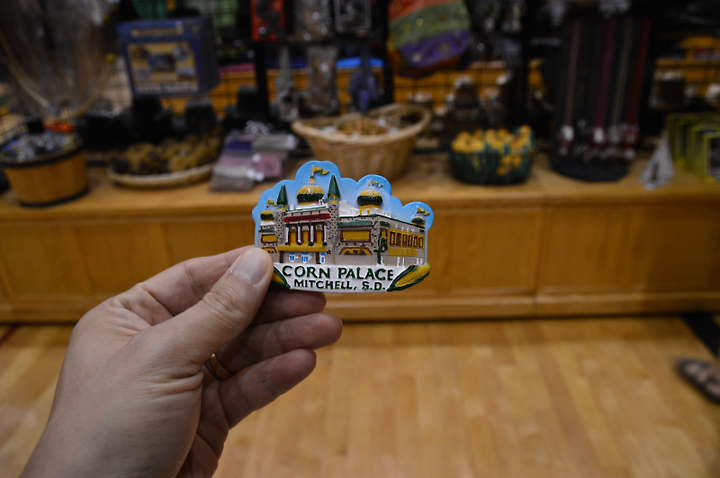 CORN PALACE
MITCHELL, S.D.